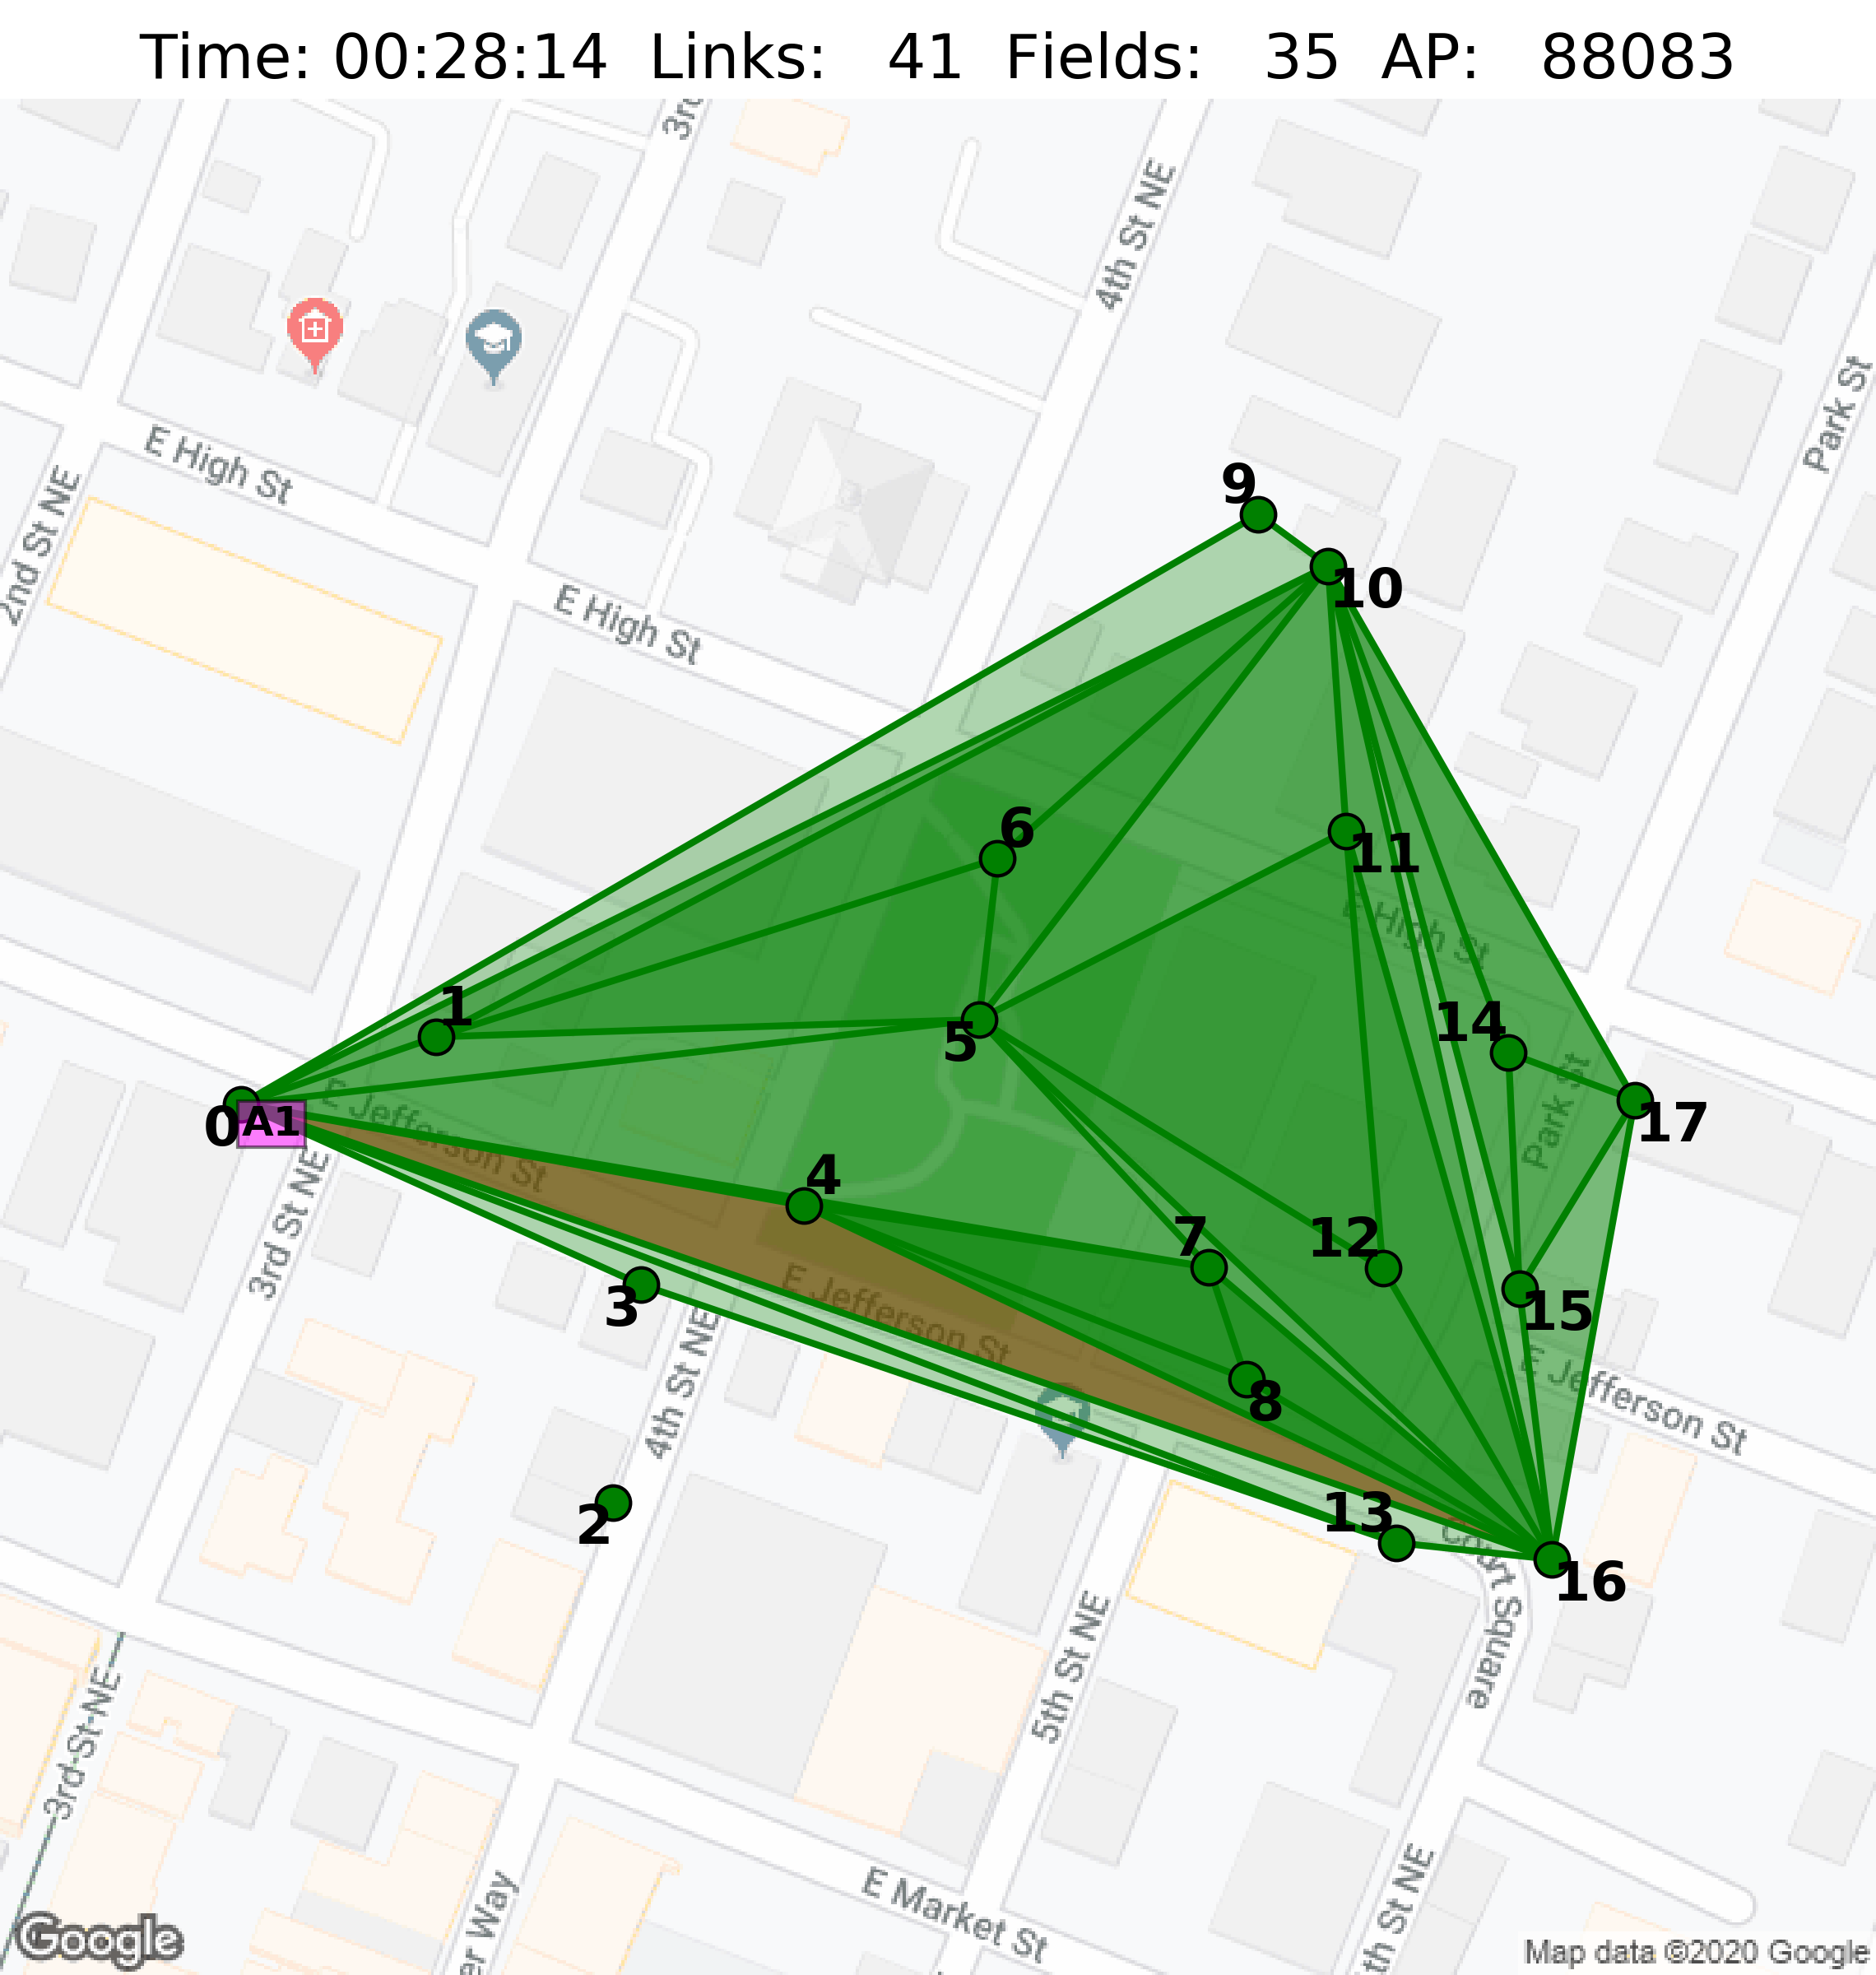 Time: 00:28:14 Links: 41 Fields: 35 AP: 88083
3rd
4th St NE
Park St
E High St
2nd St NE
9
10
E High St
6
11
E High St
1
5
14
0
A1
E Jefferson St
Park St
17
4
3rd St NE
7
12
3
E Jefferson St
15
4th St NE
E Jefferson St
8
2
13
Court Square
16
5th St NE
3rd St NE
E Market St
th St NE
er Way
Google
Map data ©2020 Google